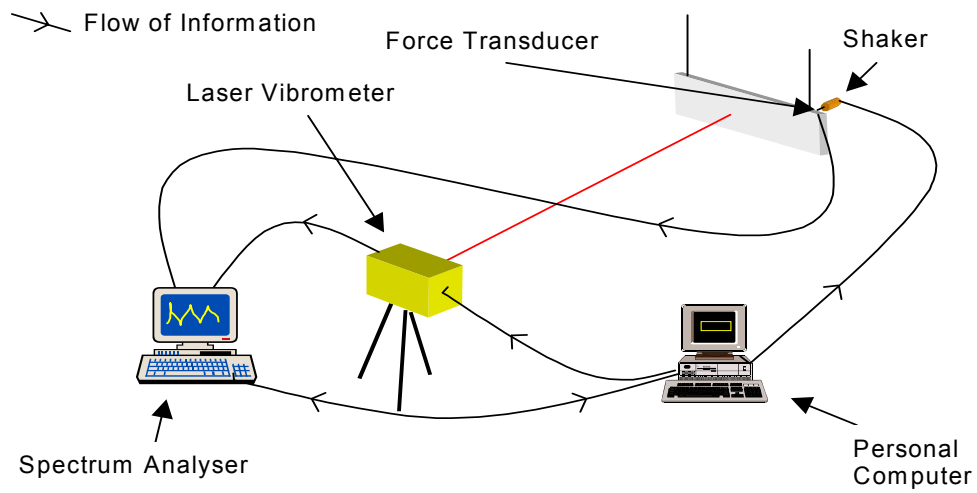 Flow of Information
Force Transducer
Shaker
Laser Vibrometer
Spectrum Analyser
Personal
Computer